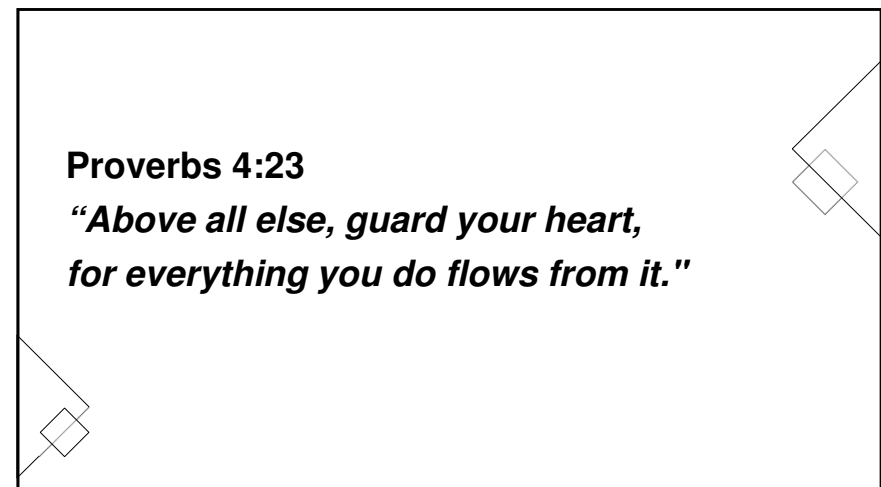 Proverbs 4:23
“Above all else, guard your heart,
for everything you do flows from it."